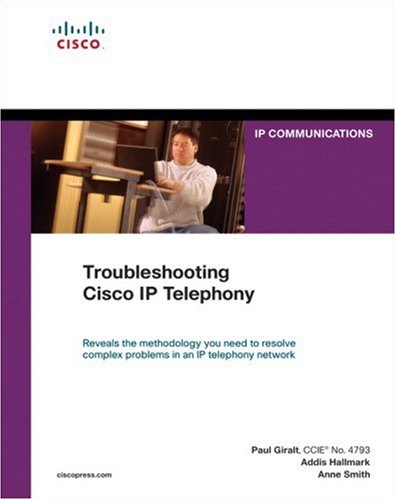 CISCO
IP COMMUNICATIONS
Troubleshooting
Cisco IP Telephony
Reveals the methodology you need to resolve
complex problems in an IP telephony network
Paul Giralt, CCIE® No. 4793
Addis Hallmark
Anne Smith
ciscopress.com